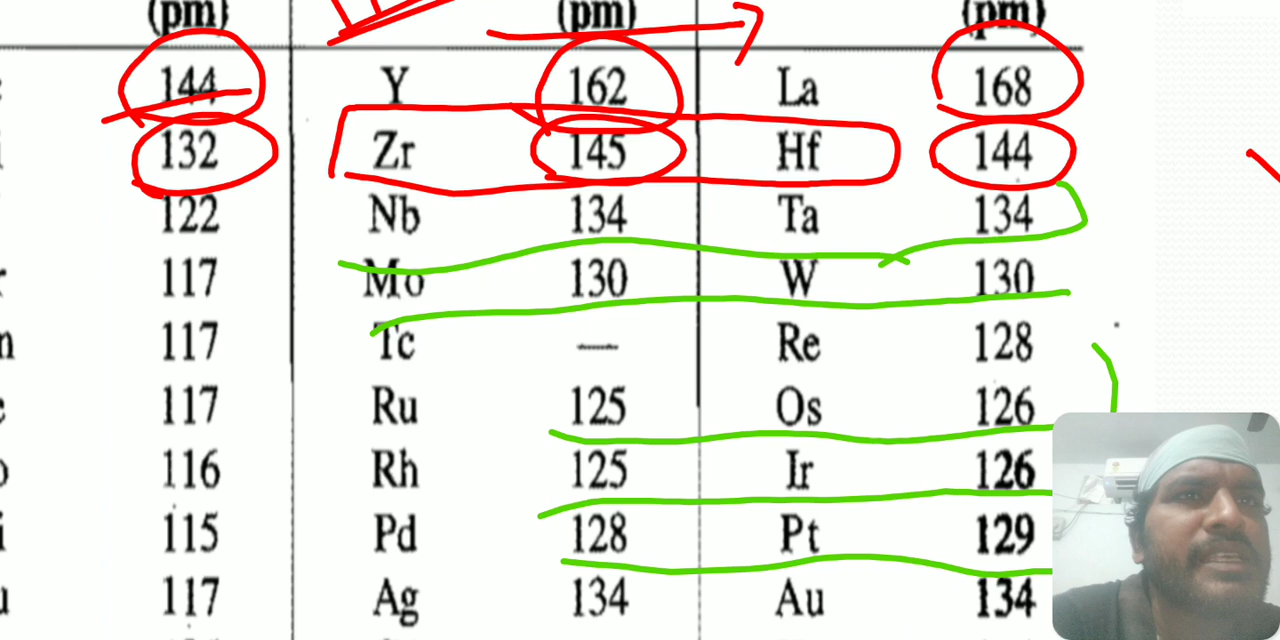 (pm) (pm) (pm)
144 Y 162 La 168
132 Zr 145 Hf 144
122 Nb 134 Ta 134
117 Mo 130 W 130
117 Tc — Re 128
117 Ru 125 Os 126
116 Rh 125 Ir 126
115 Pd 128 Pt 129
117 Ag 134 Au 134